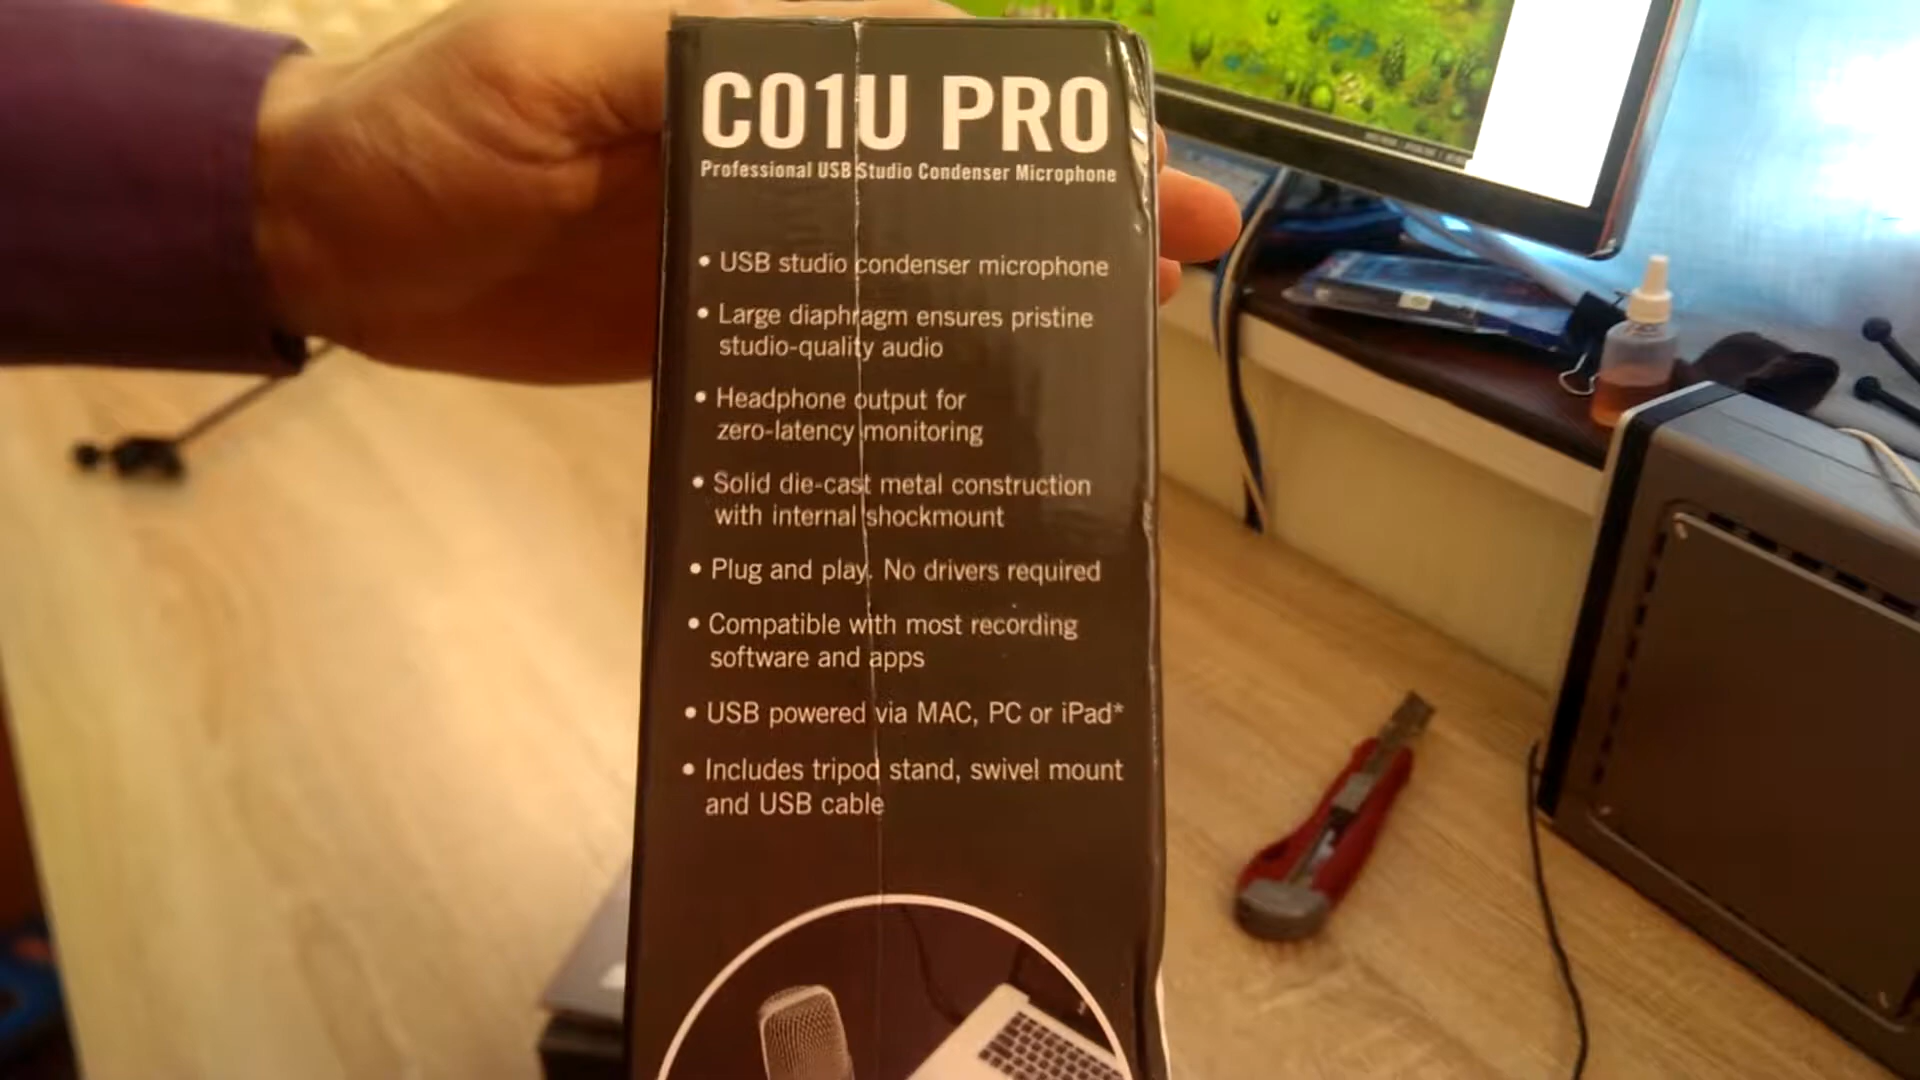 C01U PRO
Professional USB Studio Condenser Microphone
• USB studio condenser microphone
• Large diaphragm ensures pristine
studio-quality audio
• Headphone output for
zero-latency monitoring
• Solid die-cast metal construction
with internal shockmount
• Plug and play. No drivers required
• Compatible with most recording
software and apps
• USB powered via MAC, PC or iPad*
• Includes tripod stand, swivel mount
and USB cable